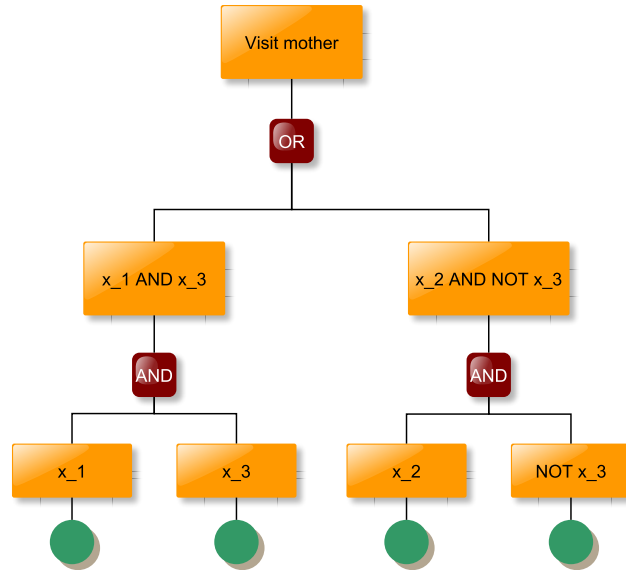 Visit mother
OR
x_1 AND x_3
x_2 AND NOT x_3
AND
AND
x_1
x_3
x_2
NOT x_3